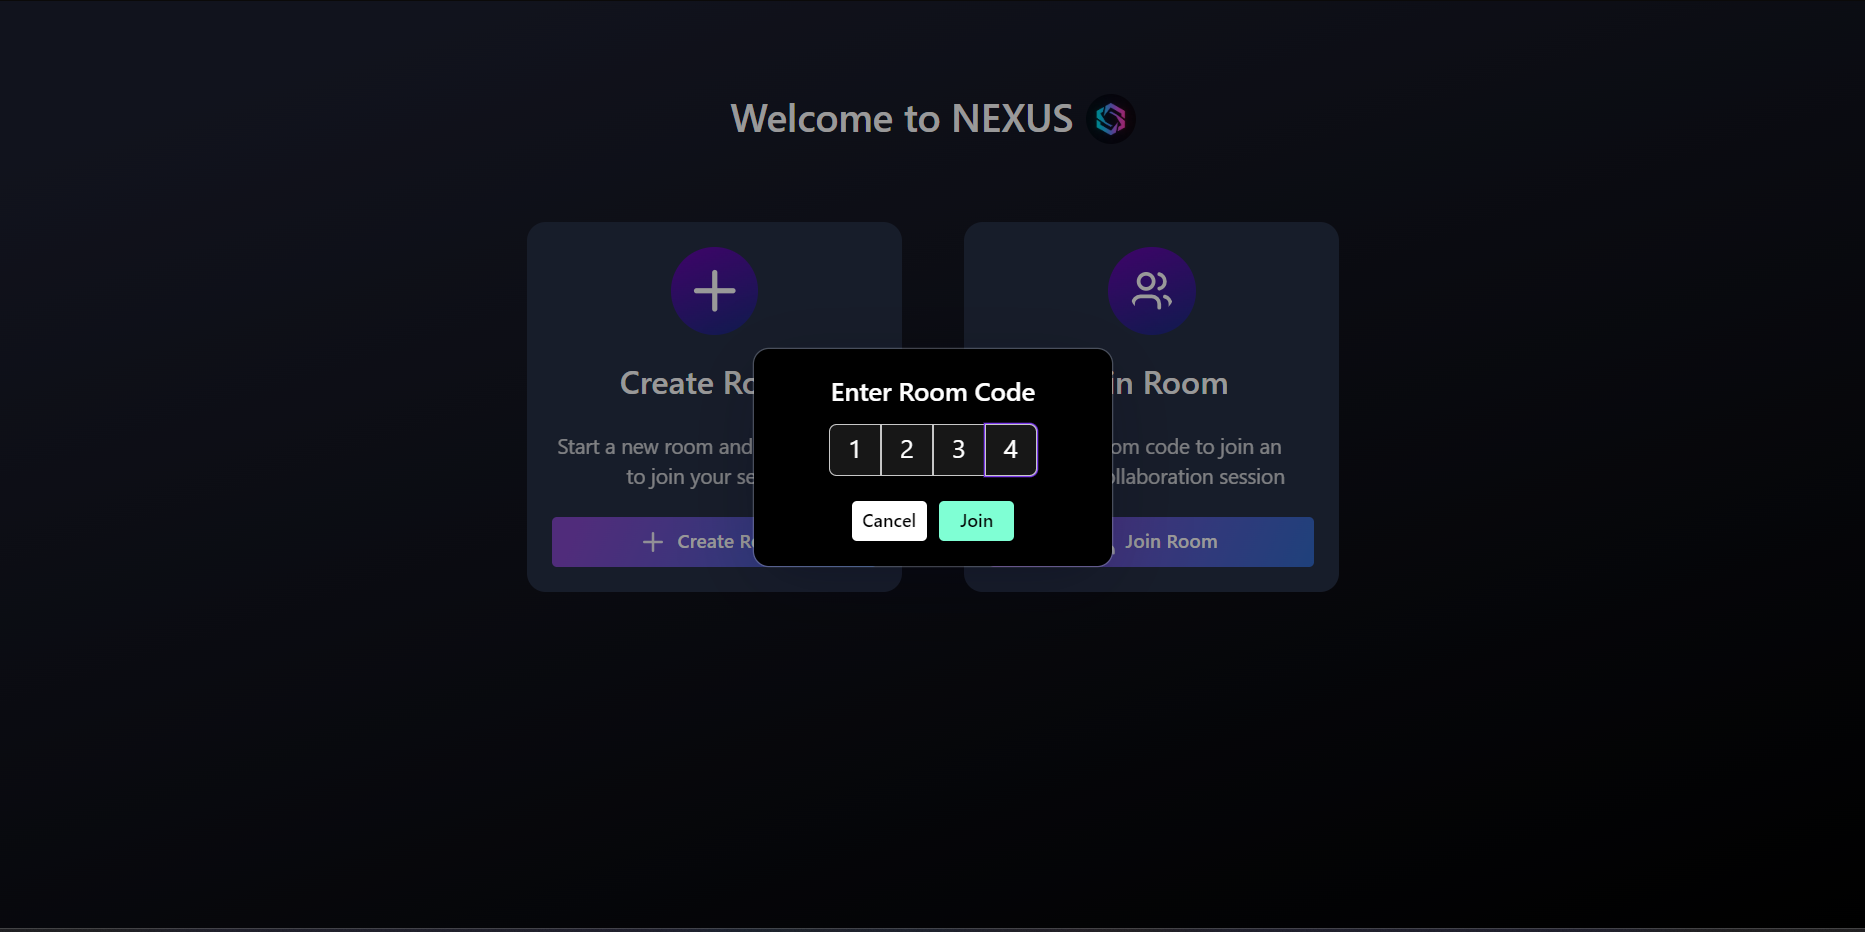 Welcome to NEXUS
Create Ro
in Room
Start a new room and
to join your se
om code to join an
ollaboration session
Create R
Join Room
Enter Room Code
1 2 3 4
Cancel
Join